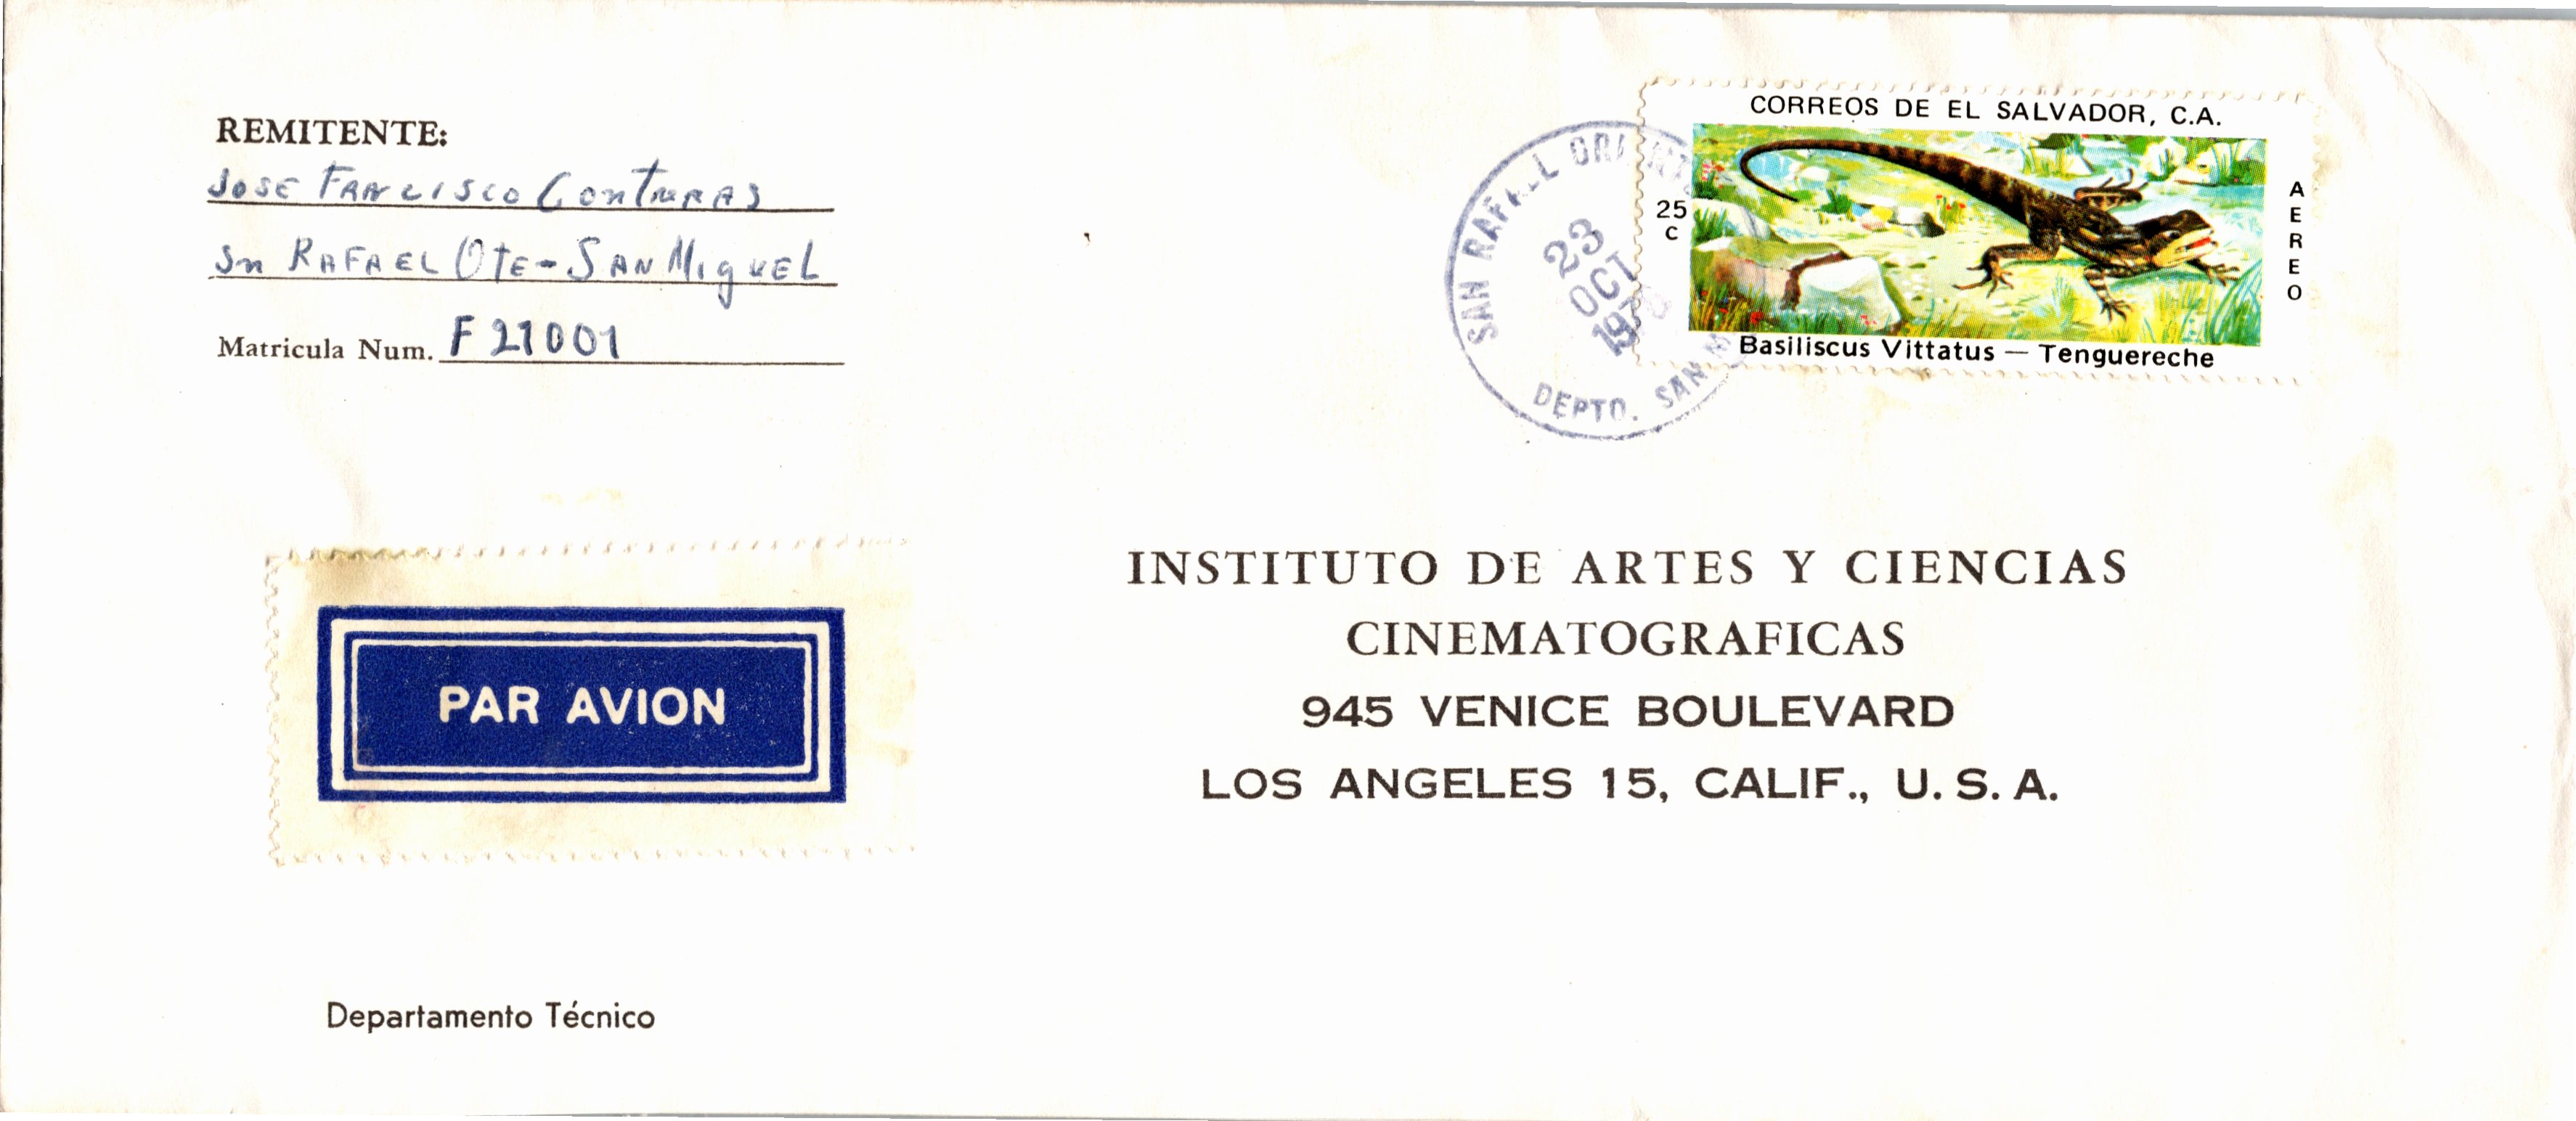 REMITENTE:
JOSE FRANCISCO CONTRERAS
Sn RAFAEL OTE - SAN MIGUEL
Matricula Num. F 21001
SAN RAFAEL ORIENTE
23
OCT
DEPTO. SAN
CORREOS DE EL SALVADOR, C.A.
25
C
AEREO
Basiliscus Vittatus — Tenguereche
PAR AVION
INSTITUTO DE ARTES Y CIENCIAS
CINEMATOGRAFICAS
945 VENICE BOULEVARD
LOS ANGELES 15, CALIF., U. S. A.
Departamento Técnico